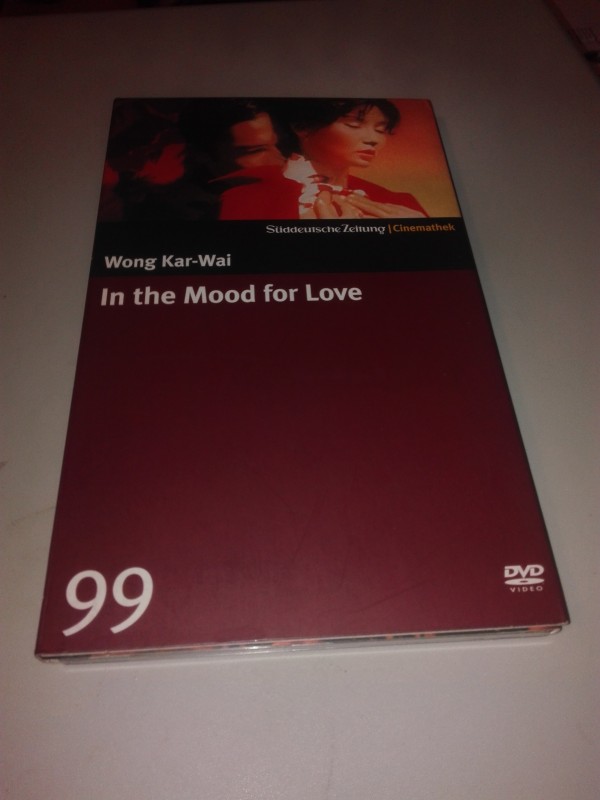 Süddeutsche Zeitung | Cinemathek
Wong Kar-Wai
In the Mood for Love
99
DVD
VIDEO